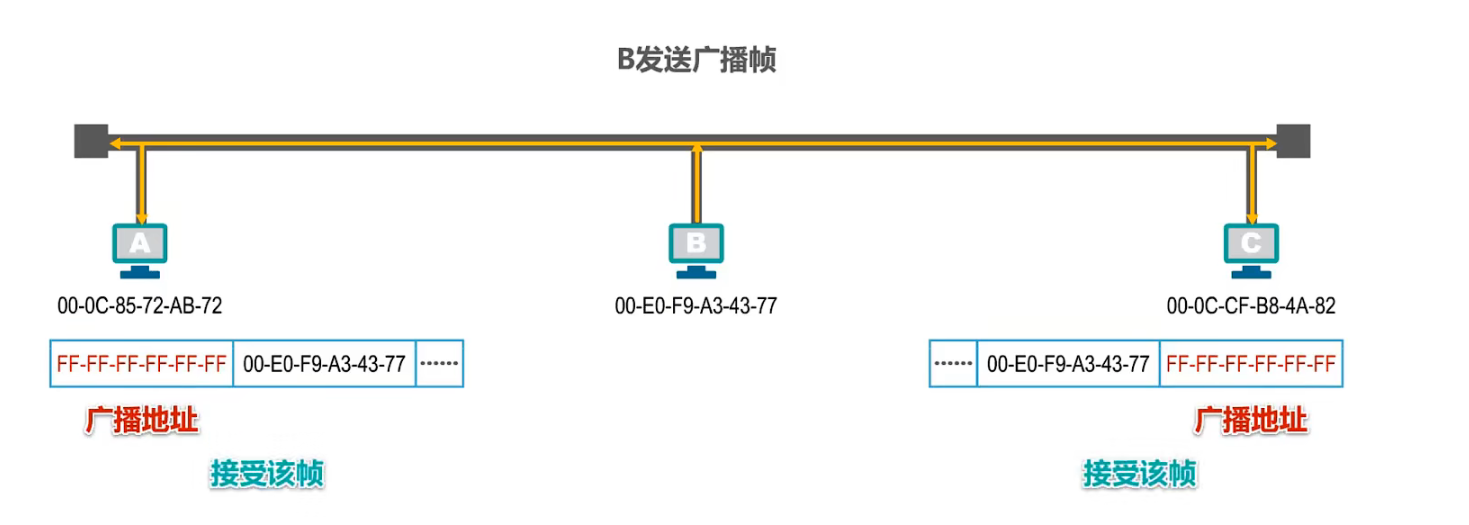 B发送广播帧
A
B
C
00-0C-85-72-AB-72
00-E0-F9-A3-43-77
00-0C-CF-B8-4A-82
FF-FF-FF-FF-FF-FF 00-E0-F9-A3-43-77 ······
······ 00-E0-F9-A3-43-77 FF-FF-FF-FF-FF-FF
广播地址
广播地址
接受该帧
接受该帧